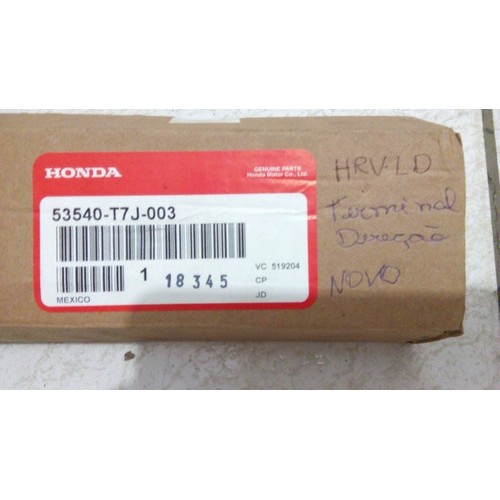 HONDA
GENUINE PARTS
Honda Motor Co., Ltd.
53540-T7J-003
1
18345
VC 519204
CP
JD
MEXICO
HRV-LD
Terminal
Direção
NOVO